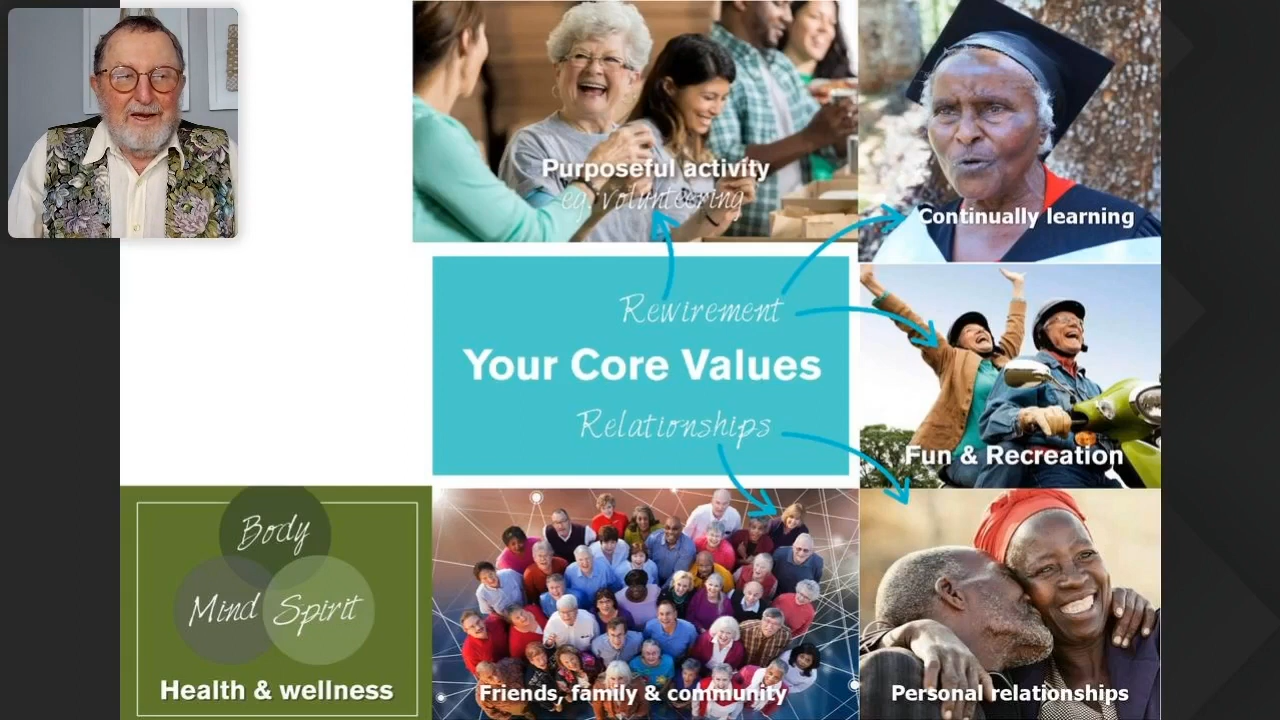 Purposeful activity
eg. volunteering
Continually learning
Rewirement
Your Core Values
Relationships
Fun & Recreation
Body
Mind Spirit
Health & wellness
Friends, family & community
Personal relationships